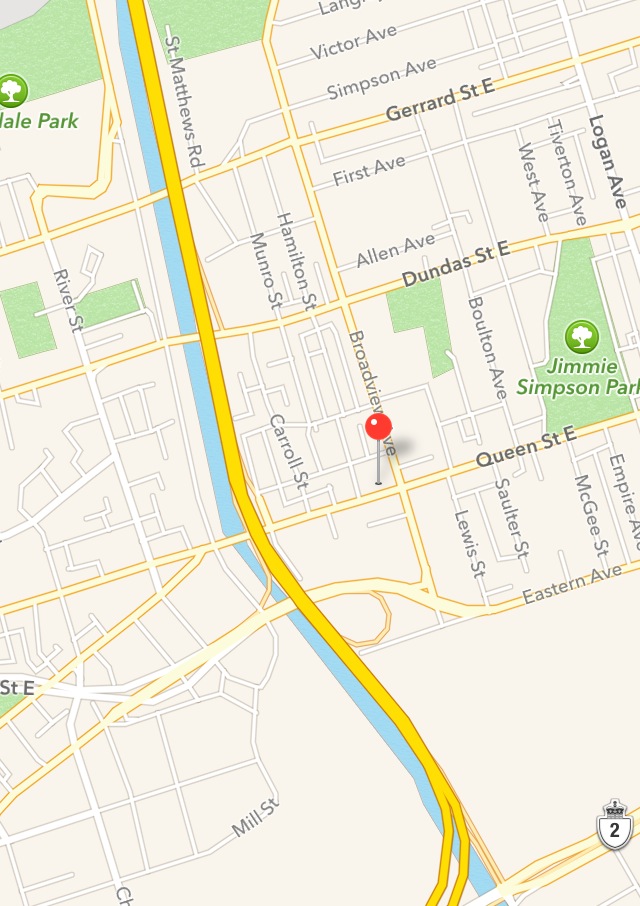 Victor Ave
Simpson Ave
Gerrard St E
St Matthews Rd
dale Park
First Ave
West Ave
Tiverton Ave
Logan Ave
Hamilton St
Munro St
Allen Ave
Dundas St E
River St
Boulton Ave
Broadview Ave
Jimmie
Simpson Park
Carroll St
Queen St E
Lewis St
Saulter St
McGee St
Empire Ave
Eastern Ave
St E
Mill St
2